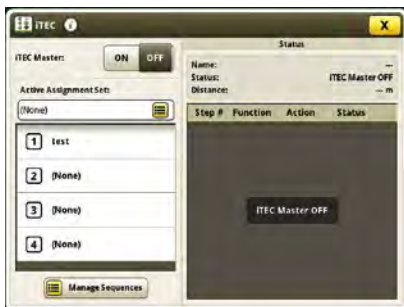 iTEC
X
iTEC Master:
ON
OFF
Active Assignment Set:
(None)
1 test
2 (None)
3 (None)
4 (None)
Manage Sequences
Status
Name: —
Status: iTEC Master OFF
Distance: — m
Step # Function Action Status
iTEC Master OFF